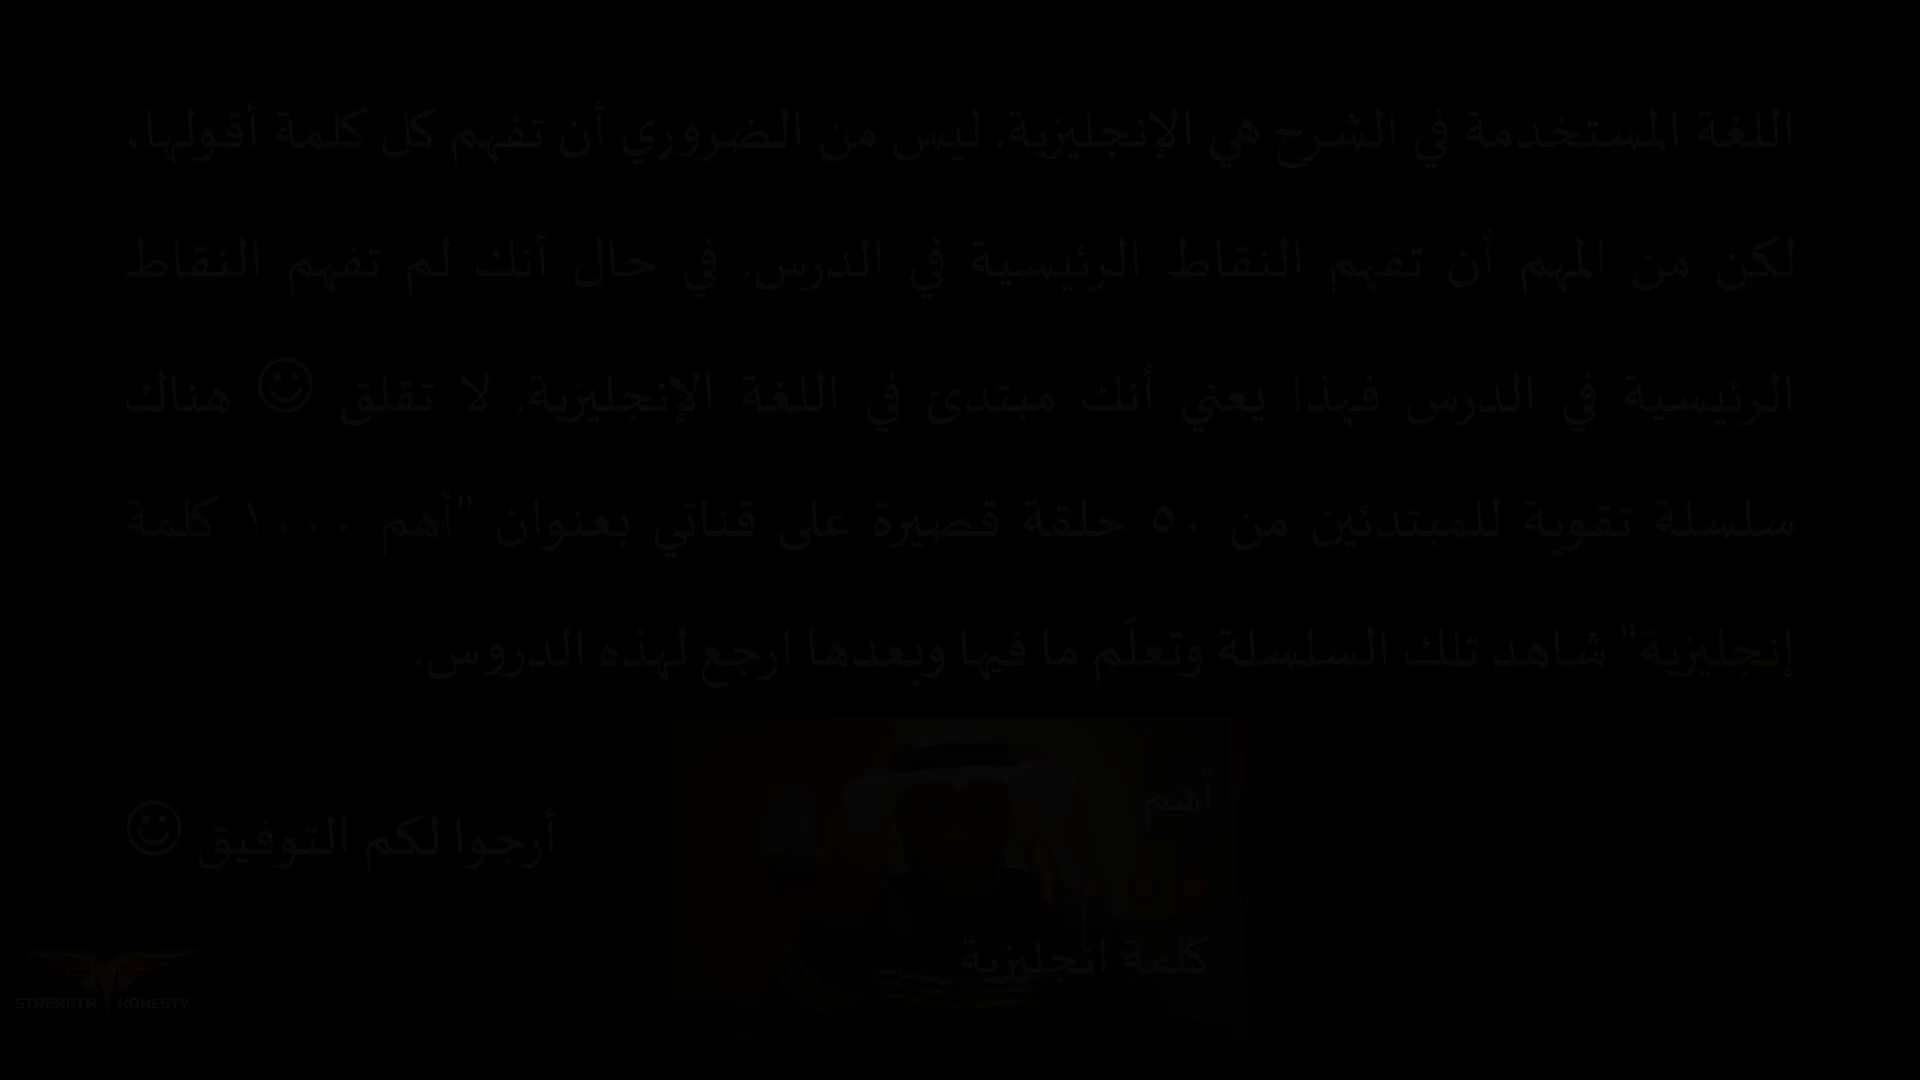 اللغة المستخدمة في الشرح هي الإنجليزية. ليس من الضروري أن تفهم كل كلمة أقولها،
لكن من المهم أن تفهم النقاط الرئيسية في الدرس. في حال أنك لم تفهم النقاط
الرئيسية في الدرس فهذا يعني أنك مبتدئ في اللغة الإنجليزية. لا تقلق ☺ هناك
سلسلة تقوية للمبتدئين من ٥٠ حلقة قصيرة على قناتي بعنوان "أهم ١٠٠٠ كلمة
إنجليزية" شاهد تلك السلسلة وتعلّم ما فيها وبعدها ارجع لهذه الدروس.
أهم
١٠٠٠
كلمة انجليزية
أرجوا لكم التوفيق ☺
STRENGTH HONESTY